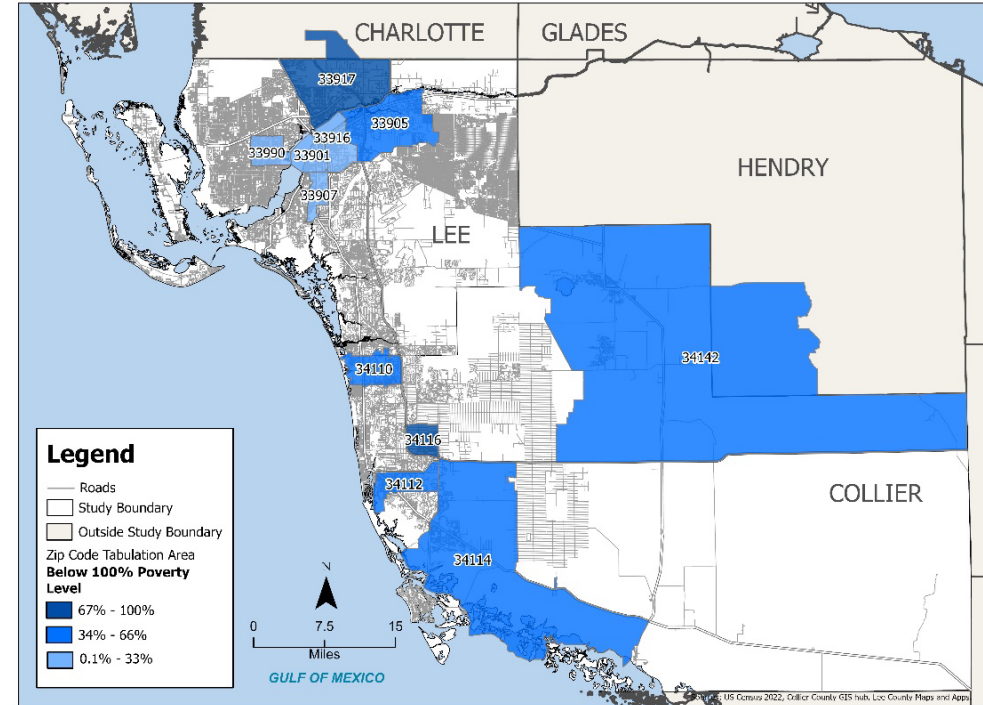 CHARLOTTE
GLADES
33917
33905
33916
33990
33901
HENDRY
33907
LEE
34142
34110
34116
34112
COLLIER
34114
Legend
Roads
Study Boundary
Outside Study Boundary
Zip Code Tabulation Area
Below 100% Poverty
Level
67% - 100%
34% - 66%
0.1% - 33%
N
0 7.5 15
Miles
GULF OF MEXICO
US Census 2022, Collier County GIS hub, Lee County Maps and Apps